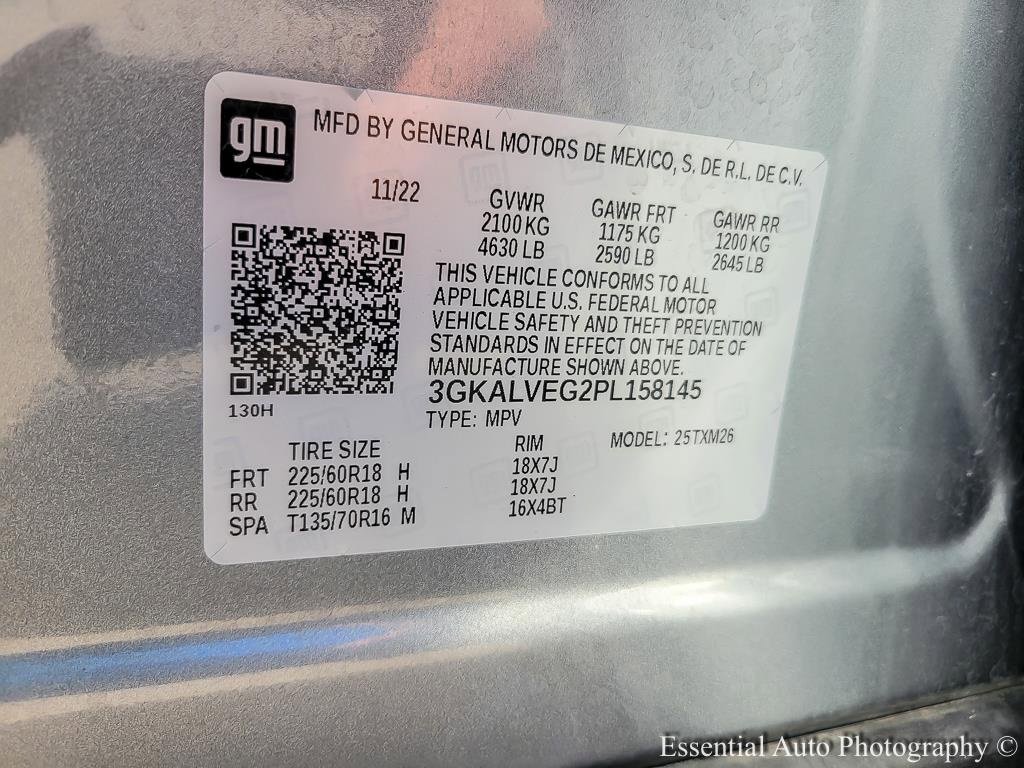 gm
MFD BY GENERAL MOTORS DE MEXICO, S. DE R.L. DE C.V.
11/22 GVWR GAWR FRT GAWR RR
2100 KG 1175 KG 1200 KG
4630 LB 2590 LB 2645 LB
THIS VEHICLE CONFORMS TO ALL
APPLICABLE U.S. FEDERAL MOTOR
VEHICLE SAFETY AND THEFT PREVENTION
STANDARDS IN EFFECT ON THE DATE OF
MANUFACTURE SHOWN ABOVE.
3GKALVEG2PL158145
130H
TYPE: MPV
TIRE SIZE RIM MODEL: 25TXM26
FRT 225/60R18 H 18X7J
RR 225/60R18 H 18X7J
SPA T135/70R16 M 16X4BT
Essential Auto Photography ©